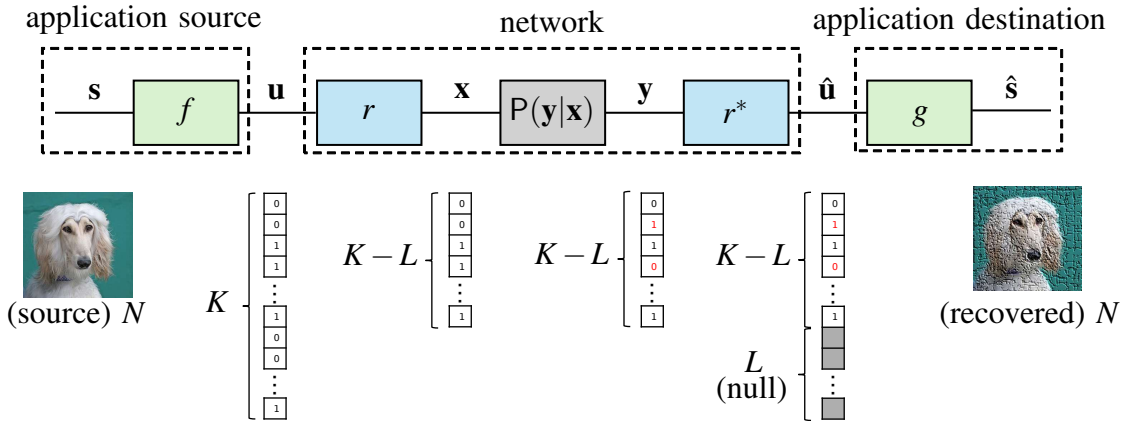 application source
network
application destination
s
f
u
r
x
P(y|x)
y
r*
û
g
ŝ
0
0
1
1
⋮
1
0
0
⋮
1
K
0
0
1
1
⋮
1
K − L
0
1
1
0
⋮
1
K − L
0
1
1
0
⋮
1
⋮
K − L
L
(null)
(source) N
(recovered) N